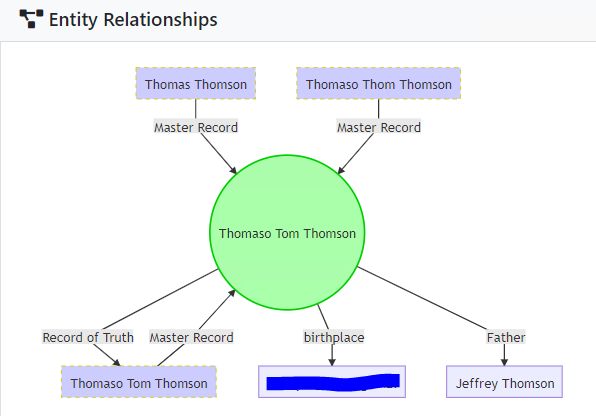 Entity Relationships
Thomas Thomson
Thomaso Thom Thomson
Master Record
Master Record
Thomaso Tom Thomson
Record of Truth
Master Record
birthplace
Father
Thomaso Tom Thomson
Jeffrey Thomson